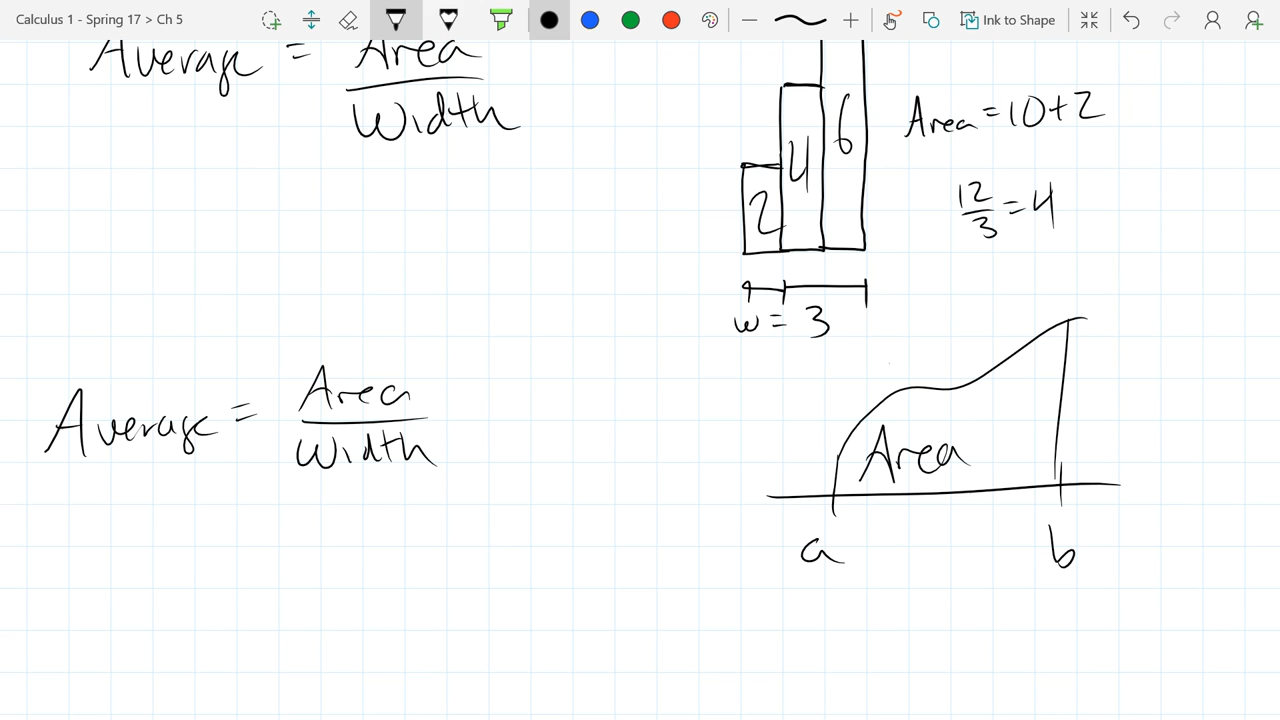 Calculus 1 - Spring 17 > Ch 5
Ink to Shape
Average = Area
Width
2
4
6
Area = 10+2
12
3
= 4
w = 3
Average = Area
Width
Area
a
b